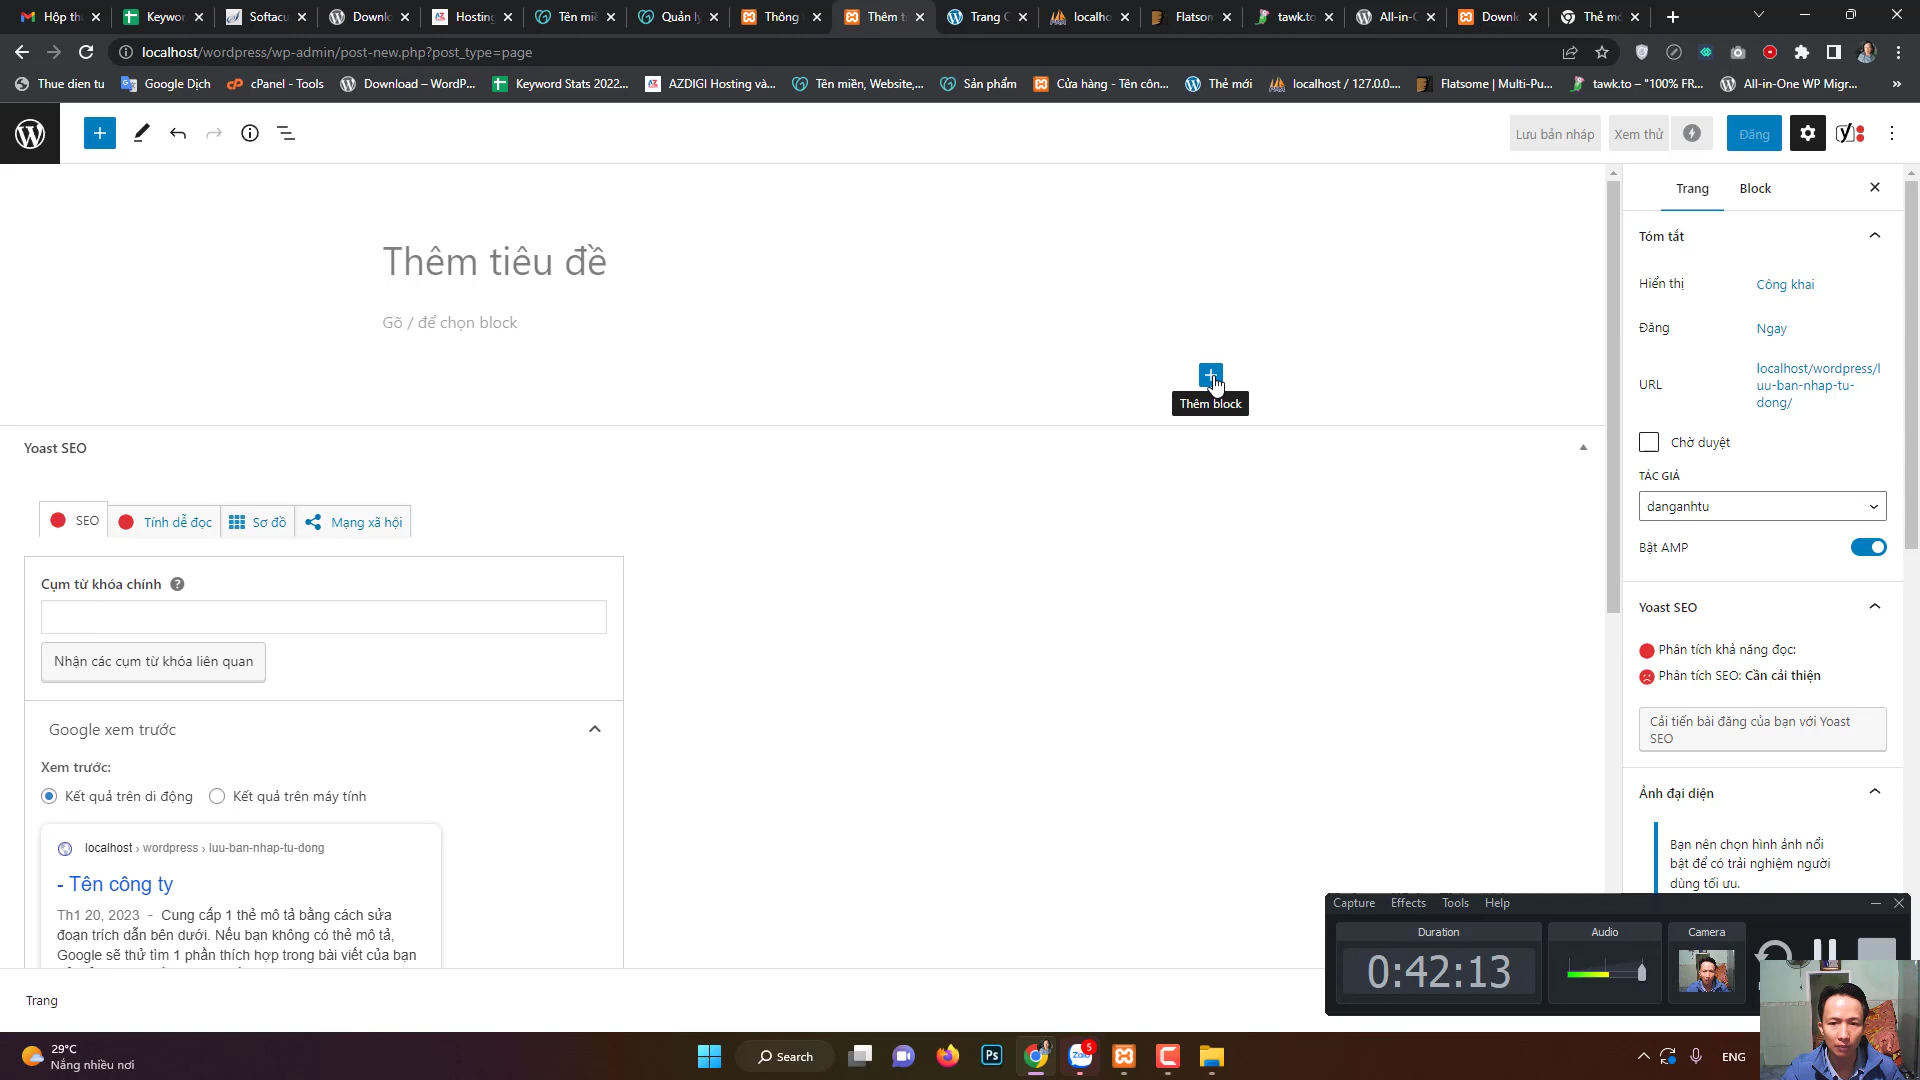 Hộp th
Keywor
Softacu
Downlo
Hosting
Tên mi
Quản lý
Thông
Thêm t
Trang C
localho
Flatsom
tawk.to
All-in-O
Downl
Thẻ mớ
localhost/wordpress/wp-admin/post-new.php?post_type=page
Thue dien tu
Google Dịch
cPanel - Tools
Download – WordP...
Keyword Stats 2022...
AZDIGI Hosting và...
Tên miền, Website,...
Sản phẩm
Cửa hàng - Tên côn...
Thẻ mới
localhost / 127.0.0....
Flatsome | Multi-Pu...
tawk.to – "100% FR...
All-in-One WP Migr...
»
Lưu bản nháp
Xem thử
Đăng
Trang
Block
Thêm tiêu đề
Gõ / để chọn block
Thêm block
Tóm tắt
Hiển thị
Công khai
Đăng
Ngay
URL
localhost/wordpress/l
uu-ban-nhap-tu-
dong/
Chờ duyệt
TÁC GIẢ
danganhtu
Bật AMP
Yoast SEO
Phân tích khả năng đọc:
Phân tích SEO: Cần cải thiện
Cải tiến bài đăng của bạn với Yoast
SEO
Ảnh đại diện
Bạn nên chọn hình ảnh nổi
bật để có trải nghiệm người
dùng tối ưu.
Yoast SEO
SEO
Tính dễ đọc
Sơ đồ
Mạng xã hội
Cụm từ khóa chính
Nhận các cụm từ khóa liên quan
Google xem trước
Xem trước:
Kết quả trên di động
Kết quả trên máy tính
localhost › wordpress › luu-ban-nhap-tu-dong
- Tên công ty
Th1 20, 2023 - Cung cấp 1 thẻ mô tả bằng cách sửa
đoạn trích dẫn bên dưới. Nếu bạn không có thẻ mô tả,
Google sẽ thử tìm 1 phần thích hợp trong bài viết của bạn
Trang
Capture
Effects
Tools
Help
Duration
Audio
Camera
0:42:13
29°C
Nắng nhiều nơi
Search
Ps
Zalo
5
ENG